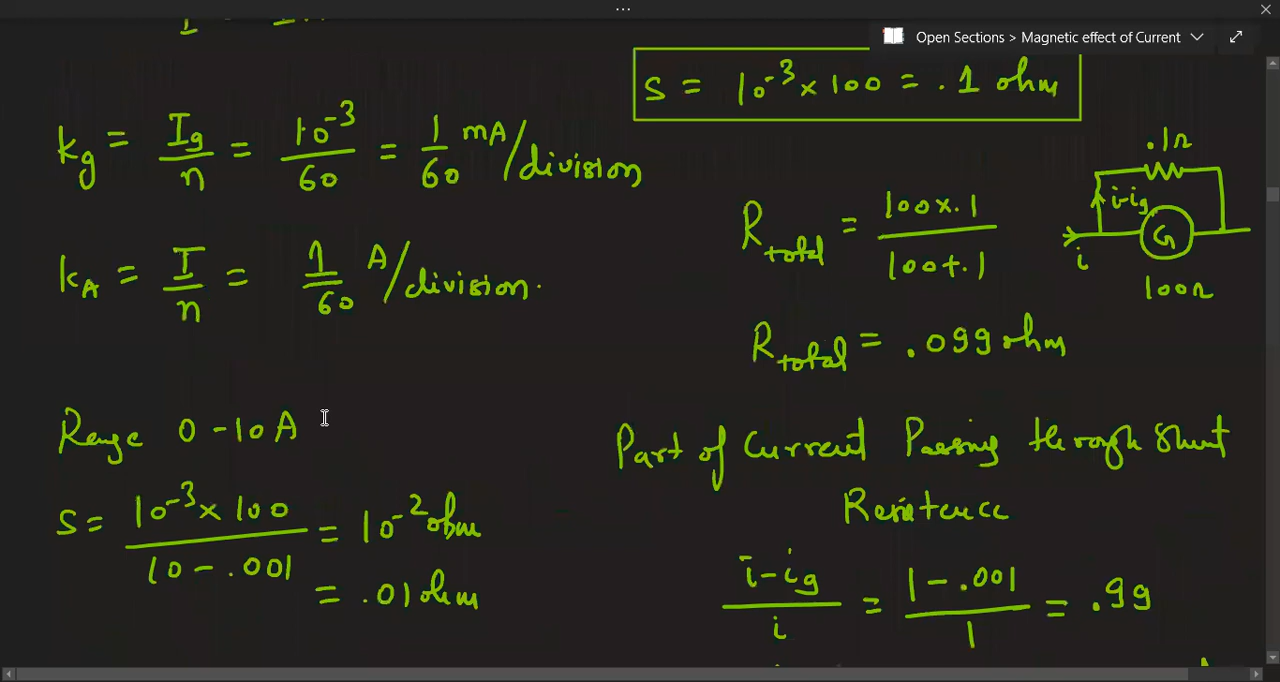 Open Sections > Magnetic effect of Current
S = 10⁻³ × 100 = .1 ohm
kg = Ig/n = 10⁻³/60 = 1/60 mA/division
.1Ω
i-ig
G
i
100Ω
Rtotal = 100×.1/100+.1
kA = I/n = 1/60 A/division.
Rtotal = .099 ohm
Range 0-10A
Part of Current Passing through Shunt
Resistence
S = 10⁻³×100/10-.001 = 10⁻² ohm
= .01 ohm
i-ig/i = 1-.001/1 = .99